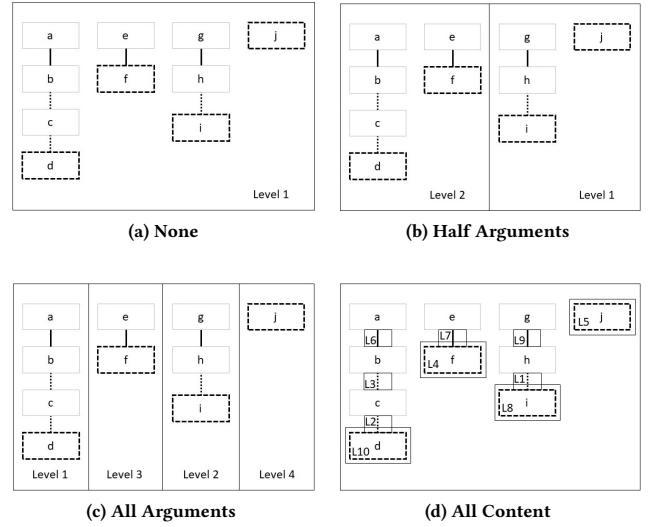 a e g j
b f h
c i
d
Level 1
(a) None
a e g j
b f h
c i
d
Level 2 Level 1
(b) Half Arguments
a e g j
b f h
c i
d
Level 1 Level 3 Level 2 Level 4
(c) All Arguments
a e g j
L5
L6 L7 L9
b f h
L4
L3 L1
c i
L2 L8
d
L10
(d) All Content